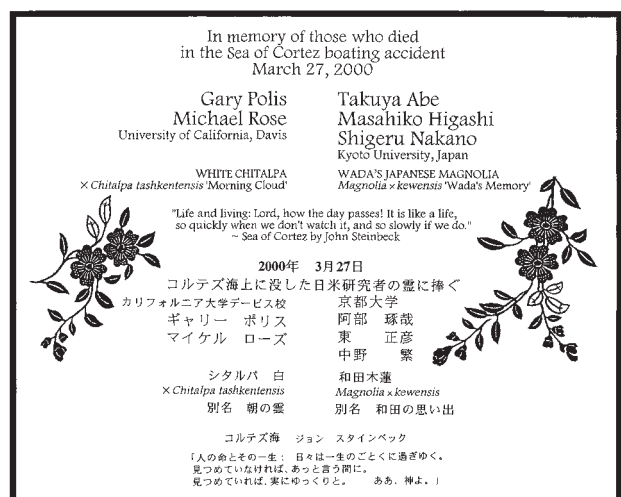 In memory of those who died
in the Sea of Cortez boating accident
March 27, 2000
Gary Polis
Michael Rose
University of California, Davis
Takuya Abe
Masahiko Higashi
Shigeru Nakano
Kyoto University, Japan
WHITE CHITALPA
× Chitalpa tashkentensis 'Morning Cloud'
WADA'S JAPANESE MAGNOLIA
Magnolia × kewensis 'Wada's Memory'
"Life and living: Lord, how the day passes! It is like a life,
so quickly when we don't watch it, and so slowly if we do."
~ Sea of Cortez by John Steinbeck
2000年 3月27日
コルテズ海上に没した日米研究者の霊に捧ぐ
カリフォルニア大学デービス校
ギャリー ポリス
マイケル ローズ
京都大学
阿部 琢哉
東 正彦
中野 繁
シタルパ 白
× Chitalpa tashkentensis
別名 朝の雲
和田木蓮
Magnolia × kewensis
別名 和田の思い出
コルテズ海 ジョン スタインベック
「人の命とその一生： 日々は一生のごとくに過ぎゆく。
見つめていなければ、あっと言う間に。
見つめていれば、実にゆっくりと。 ああ、神よ。」